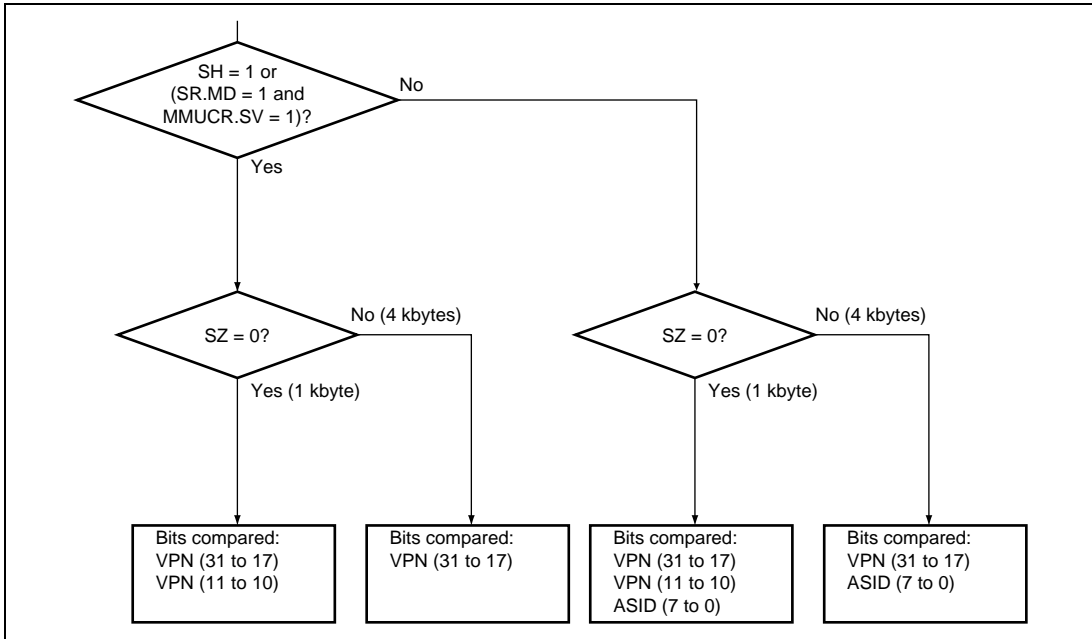 SH = 1 or
(SR.MD = 1 and
MMUCR.SV = 1)?
No
Yes
SZ = 0?
No (4 kbytes)
Yes (1 kbyte)
SZ = 0?
No (4 kbytes)
Yes (1 kbyte)
Bits compared:
VPN (31 to 17)
VPN (11 to 10)
Bits compared:
VPN (31 to 17)
Bits compared:
VPN (31 to 17)
VPN (11 to 10)
ASID (7 to 0)
Bits compared:
VPN (31 to 17)
ASID (7 to 0)